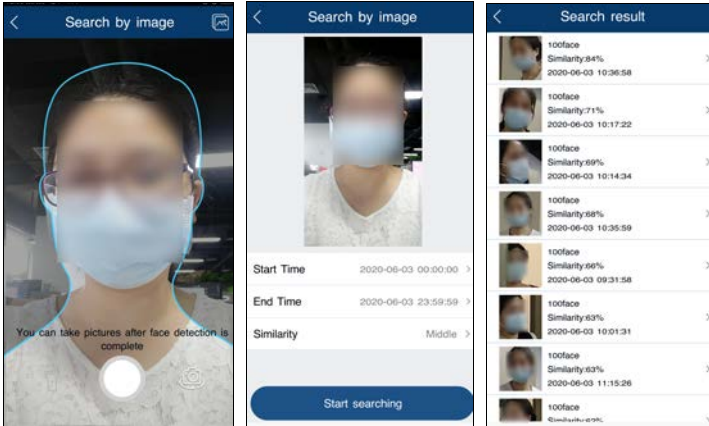 Search by image
You can take pictures after face detection is
complete
Search by image
Start Time 2020-06-03 00:00:00
End Time 2020-06-03 23:59:59
Similarity Middle
Start searching
Search result
100face
Similarity:84%
2020-06-03 10:36:58
100face
Similarity:71%
2020-06-03 10:17:22
100face
Similarity:69%
2020-06-03 10:14:34
100face
Similarity:68%
2020-06-03 10:35:59
100face
Similarity:66%
2020-06-03 09:31:58
100face
Similarity:63%
2020-06-03 10:01:31
100face
Similarity:63%
2020-06-03 11:15:26
100face